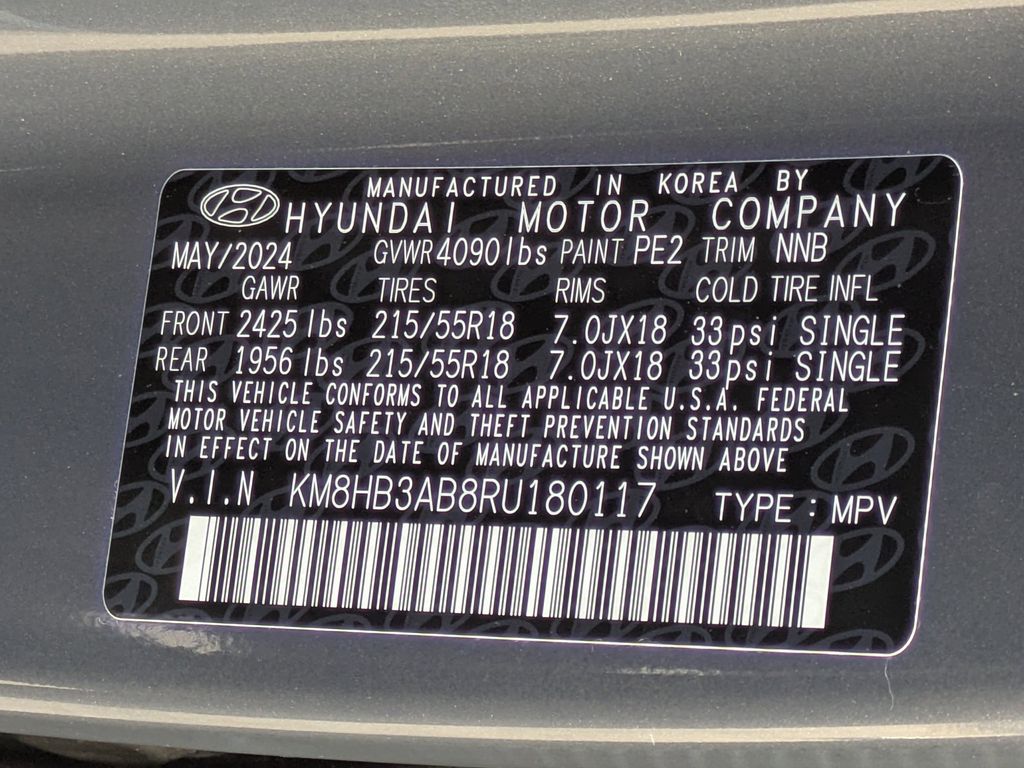 MANUFACTURED IN KOREA BY
HYUNDAI MOTOR COMPANY
MAY/2024 GVWR 4090 lbs PAINT PE2 TRIM NNB
GAWR TIRES RIMS COLD TIRE INFL
FRONT 2425 lbs 215/55R18 7.0JX18 33psi SINGLE
REAR 1956 lbs 215/55R18 7.0JX18 33psi SINGLE
THIS VEHICLE CONFORMS TO ALL APPLICABLE U.S.A. FEDERAL
MOTOR VEHICLE SAFETY AND THEFT PREVENTION STANDARDS
IN EFFECT ON THE DATE OF MANUFACTURE SHOWN ABOVE
V.I.N KM8HB3AB8RU180117 TYPE : MPV